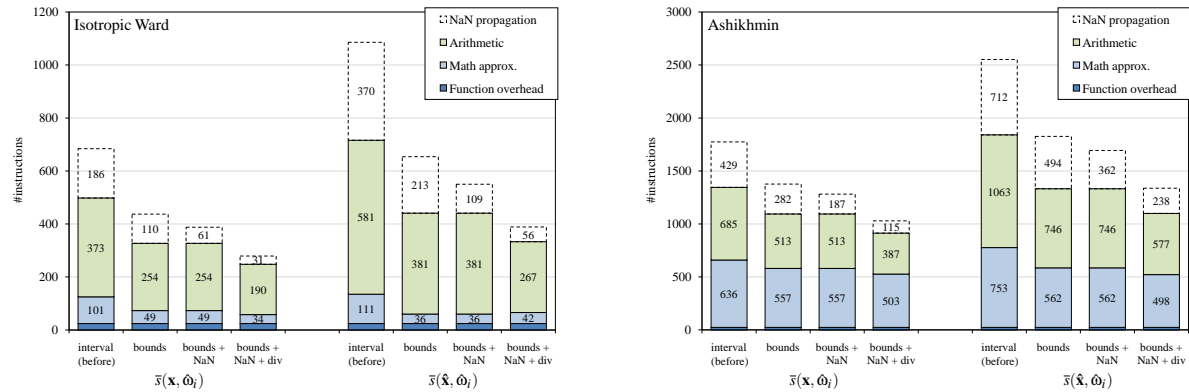 Isotropic Ward
NaN propagation
Arithmetic
Math approx.
Function overhead
#instructions
1200
1000
800
600
400
200
0
186
373
101
110
254
49
61
254
49
31
190
34
370
581
111
213
381
36
109
381
36
56
267
42
interval (before)
bounds
bounds + NaN
bounds + NaN + div
interval (before)
bounds
bounds + NaN
bounds + NaN + div
s̅(x, ω̂ᵢ)
s̅(x̂, ω̂ᵢ)
Ashikhmin
NaN propagation
Arithmetic
Math approx.
Function overhead
#instructions
3000
2500
2000
1500
1000
500
0
429
685
636
282
513
557
187
513
557
115
387
503
712
1063
753
494
746
562
362
746
562
238
577
498
interval (before)
bounds
bounds + NaN
bounds + NaN + div
interval (before)
bounds
bounds + NaN
bounds + NaN + div
s̅(x, ω̂ᵢ)
s̅(x̂, ω̂ᵢ)